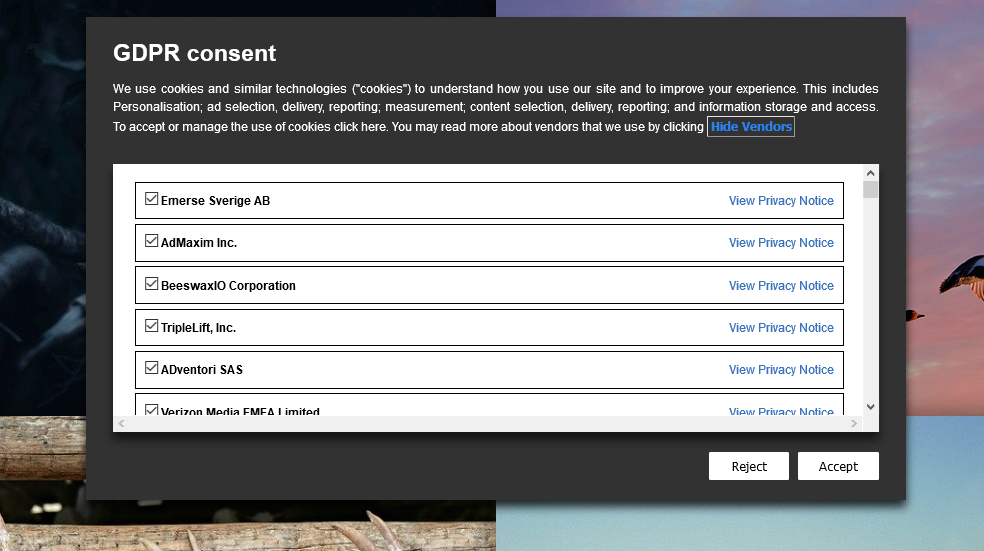 GDPR consent
We use cookies and similar technologies ("cookies") to understand how you use our site and to improve your experience. This includes
Personalisation; ad selection, delivery, reporting; measurement; content selection, delivery, reporting; and information storage and access.
To accept or manage the use of cookies click here. You may read more about vendors that we use by clicking Hide Vendors
Emerse Sverige AB View Privacy Notice
AdMaxim Inc. View Privacy Notice
BeeswaxIO Corporation View Privacy Notice
TripleLift, Inc. View Privacy Notice
ADventori SAS View Privacy Notice
Verizon Media EMEA Limited View Privacy Notice
Reject Accept